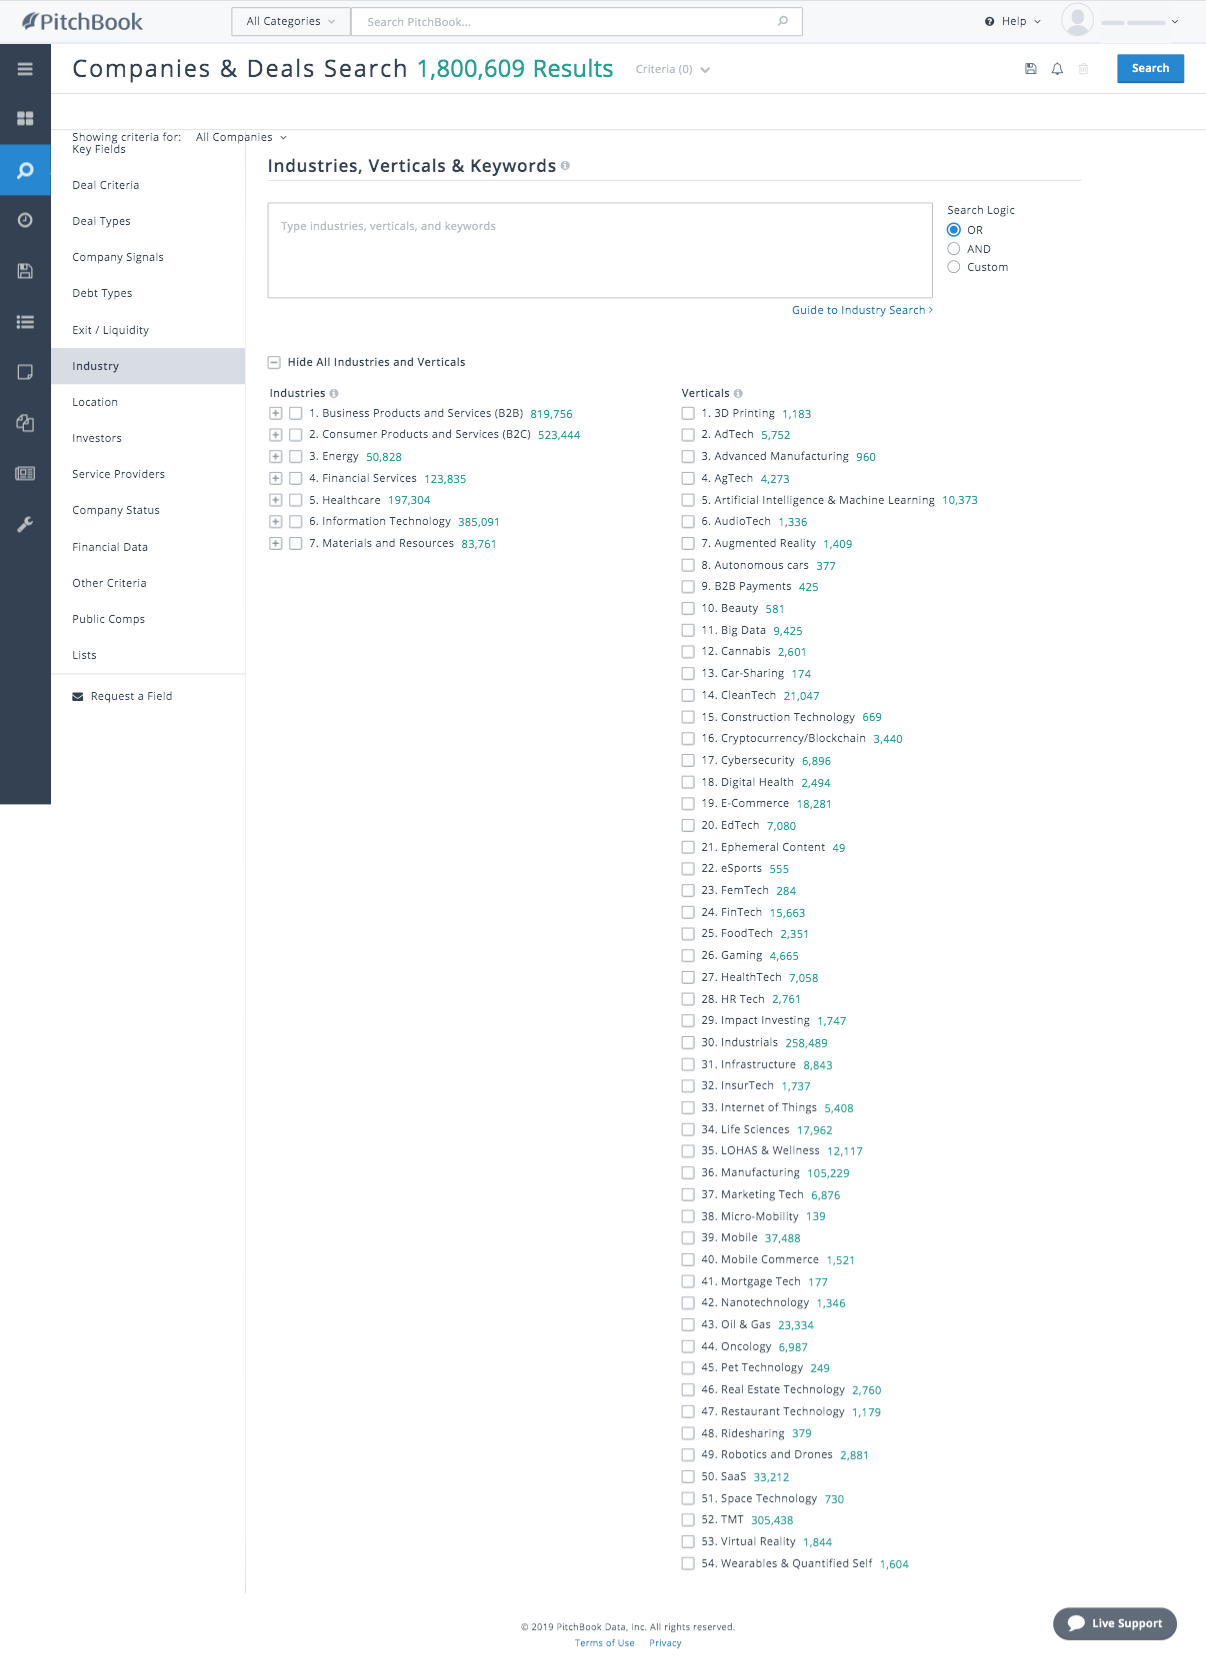 PitchBook
All Categories
Search PitchBook...
Help
Companies & Deals Search 1,800,609 Results
Criteria (0)
Search
Showing criteria for: All Companies
Key Fields
Deal Criteria
Deal Types
Company Signals
Debt Types
Exit / Liquidity
Industry
Location
Investors
Service Providers
Company Status
Financial Data
Other Criteria
Public Comps
Lists
Request a Field
Industries, Verticals & Keywords
Type industries, verticals, and keywords
Search Logic
OR
AND
Custom
Guide to Industry Search
Hide All Industries and Verticals
Industries
1. Business Products and Services (B2B) 819,756
2. Consumer Products and Services (B2C) 523,444
3. Energy 50,828
4. Financial Services 123,835
5. Healthcare 197,304
6. Information Technology 385,091
7. Materials and Resources 83,761
Verticals
1. 3D Printing 1,183
2. AdTech 5,752
3. Advanced Manufacturing 960
4. AgTech 4,273
5. Artificial Intelligence & Machine Learning 10,373
6. AudioTech 1,336
7. Augmented Reality 1,409
8. Autonomous cars 377
9. B2B Payments 425
10. Beauty 581
11. Big Data 9,425
12. Cannabis 2,601
13. Car-Sharing 174
14. CleanTech 21,047
15. Construction Technology 669
16. Cryptocurrency/Blockchain 3,440
17. Cybersecurity 6,896
18. Digital Health 2,494
19. E-Commerce 18,281
20. EdTech 7,080
21. Ephemeral Content 49
22. eSports 555
23. FemTech 284
24. FinTech 15,663
25. FoodTech 2,351
26. Gaming 4,665
27. HealthTech 7,058
28. HR Tech 2,761
29. Impact Investing 1,747
30. Industrials 258,489
31. Infrastructure 8,843
32. InsurTech 1,737
33. Internet of Things 5,408
34. Life Sciences 17,962
35. LOHAS & Wellness 12,117
36. Manufacturing 105,229
37. Marketing Tech 6,876
38. Micro-Mobility 139
39. Mobile 37,488
40. Mobile Commerce 1,521
41. Mortgage Tech 177
42. Nanotechnology 1,346
43. Oil & Gas 23,334
44. Oncology 6,987
45. Pet Technology 249
46. Real Estate Technology 2,760
47. Restaurant Technology 1,179
48. Ridesharing 379
49. Robotics and Drones 2,881
50. SaaS 33,212
51. Space Technology 730
52. TMT 305,438
53. Virtual Reality 1,844
54. Wearables & Quantified Self 1,604
© 2019 PitchBook Data, Inc. All rights reserved.
Terms of Use Privacy
Live Support